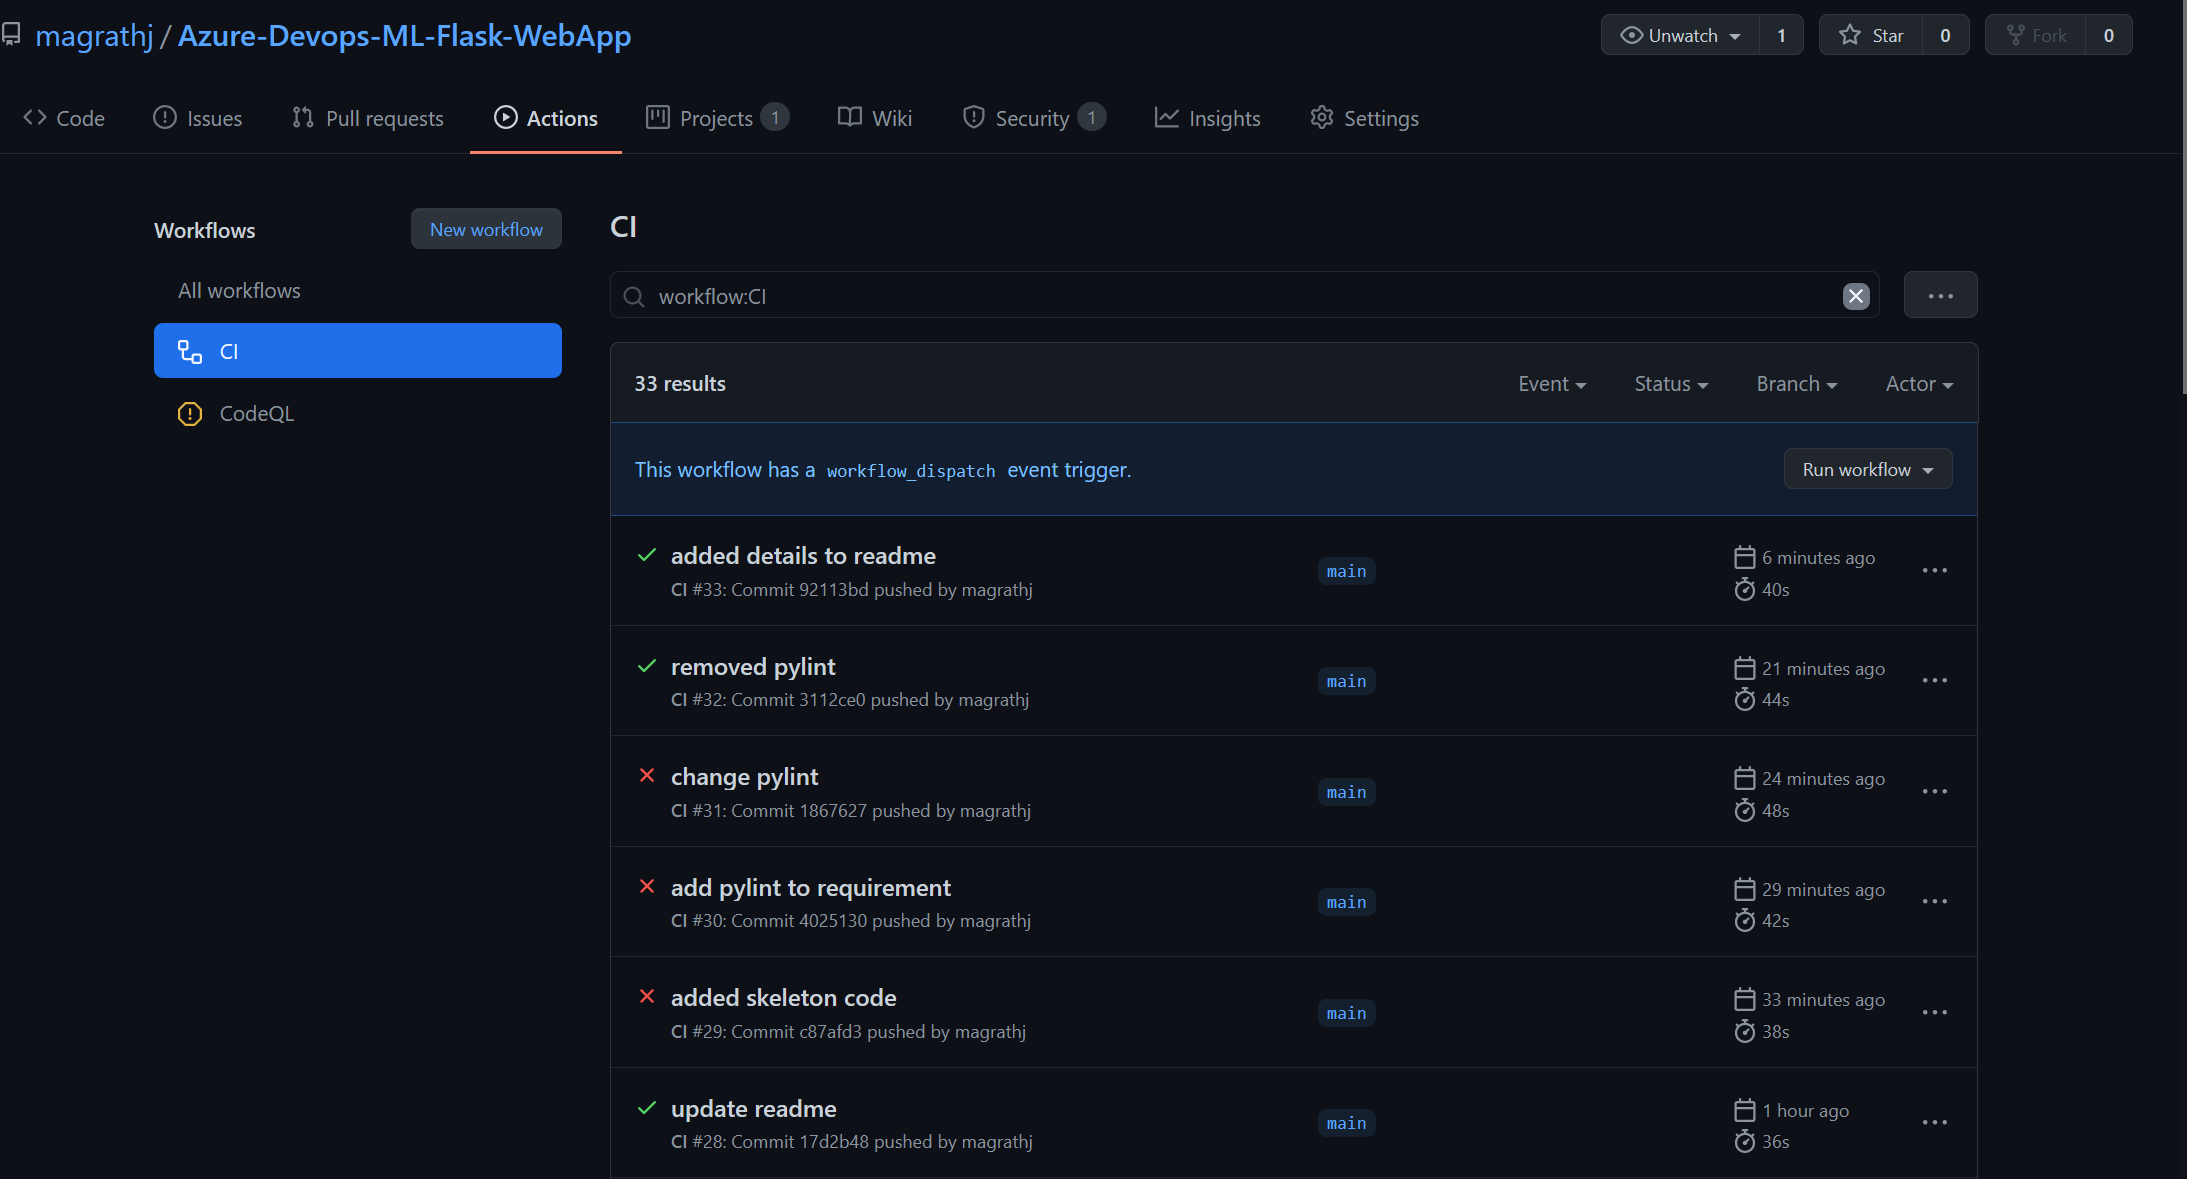 magrathj / Azure-Devops-ML-Flask-WebApp
Unwatch 1 Star 0 Fork 0
Code Issues Pull requests Actions Projects 1 Wiki Security 1 Insights Settings
Workflows New workflow
All workflows
CI
CodeQL
CI
workflow:CI
33 results Event Status Branch Actor
This workflow has a workflow_dispatch event trigger. Run workflow
added details to readme
CI #33: Commit 92113bd pushed by magrathj
main
6 minutes ago
40s
removed pylint
CI #32: Commit 3112ce0 pushed by magrathj
main
21 minutes ago
44s
change pylint
CI #31: Commit 1867627 pushed by magrathj
main
24 minutes ago
48s
add pylint to requirement
CI #30: Commit 4025130 pushed by magrathj
main
29 minutes ago
42s
added skeleton code
CI #29: Commit c87afd3 pushed by magrathj
main
33 minutes ago
38s
update readme
CI #28: Commit 17d2b48 pushed by magrathj
main
1 hour ago
36s